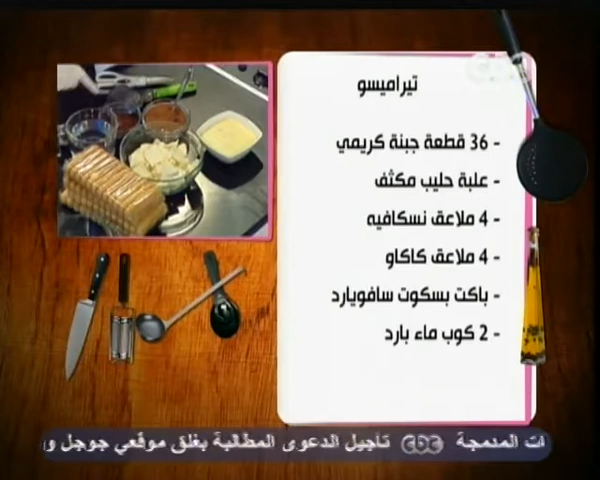 تيراميسو
- 36 قطعة جبنة كريمي
- علبة حليب مكثف
- 4 ملاعق نسكافيه
- 4 ملاعق كاكاو
- باكت بسكوت سافويارد
- 2 كوب ماء بارد
ات المدمجة cbc تأجيل الدعوى المطالبة بغلق موقعي جوجل و